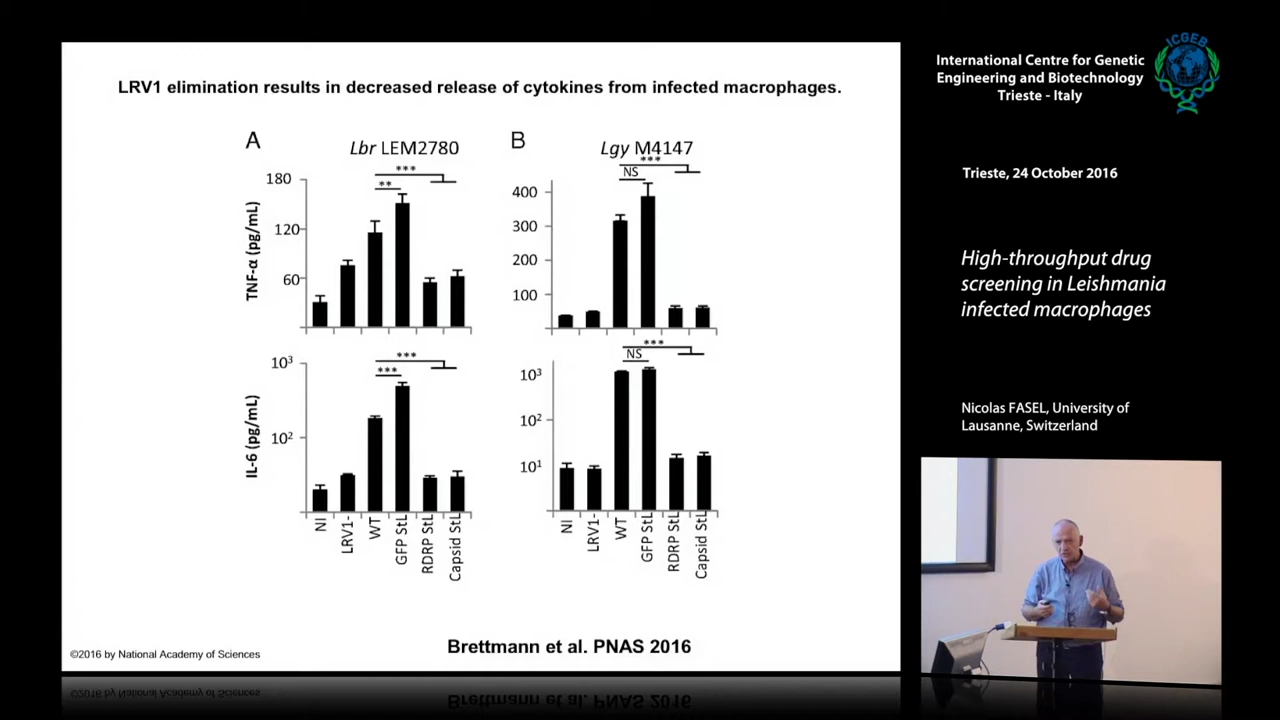 LRV1 elimination results in decreased release of cytokines from infected macrophages.
A
Lbr LEM2780
TNF-α (pg/mL)
180
120
60
***
**
IL-6 (pg/mL)
10³
10²
***
***
NI
LRV1-
WT
GFP StL
RDRP StL
Capsid StL
B
Lgy M4147
400
300
200
100
***
NS
10³
10²
10¹
***
NS
NI
LRV1-
WT
GFP StL
RDRP StL
Capsid StL
©2016 by National Academy of Sciences
Brettmann et al. PNAS 2016
International Centre for Genetic
Engineering and Biotechnology
Trieste - Italy
ICGEB
Trieste, 24 October 2016
High-throughput drug
screening in Leishmania
infected macrophages
Nicolas FASEL, University of
Lausanne, Switzerland